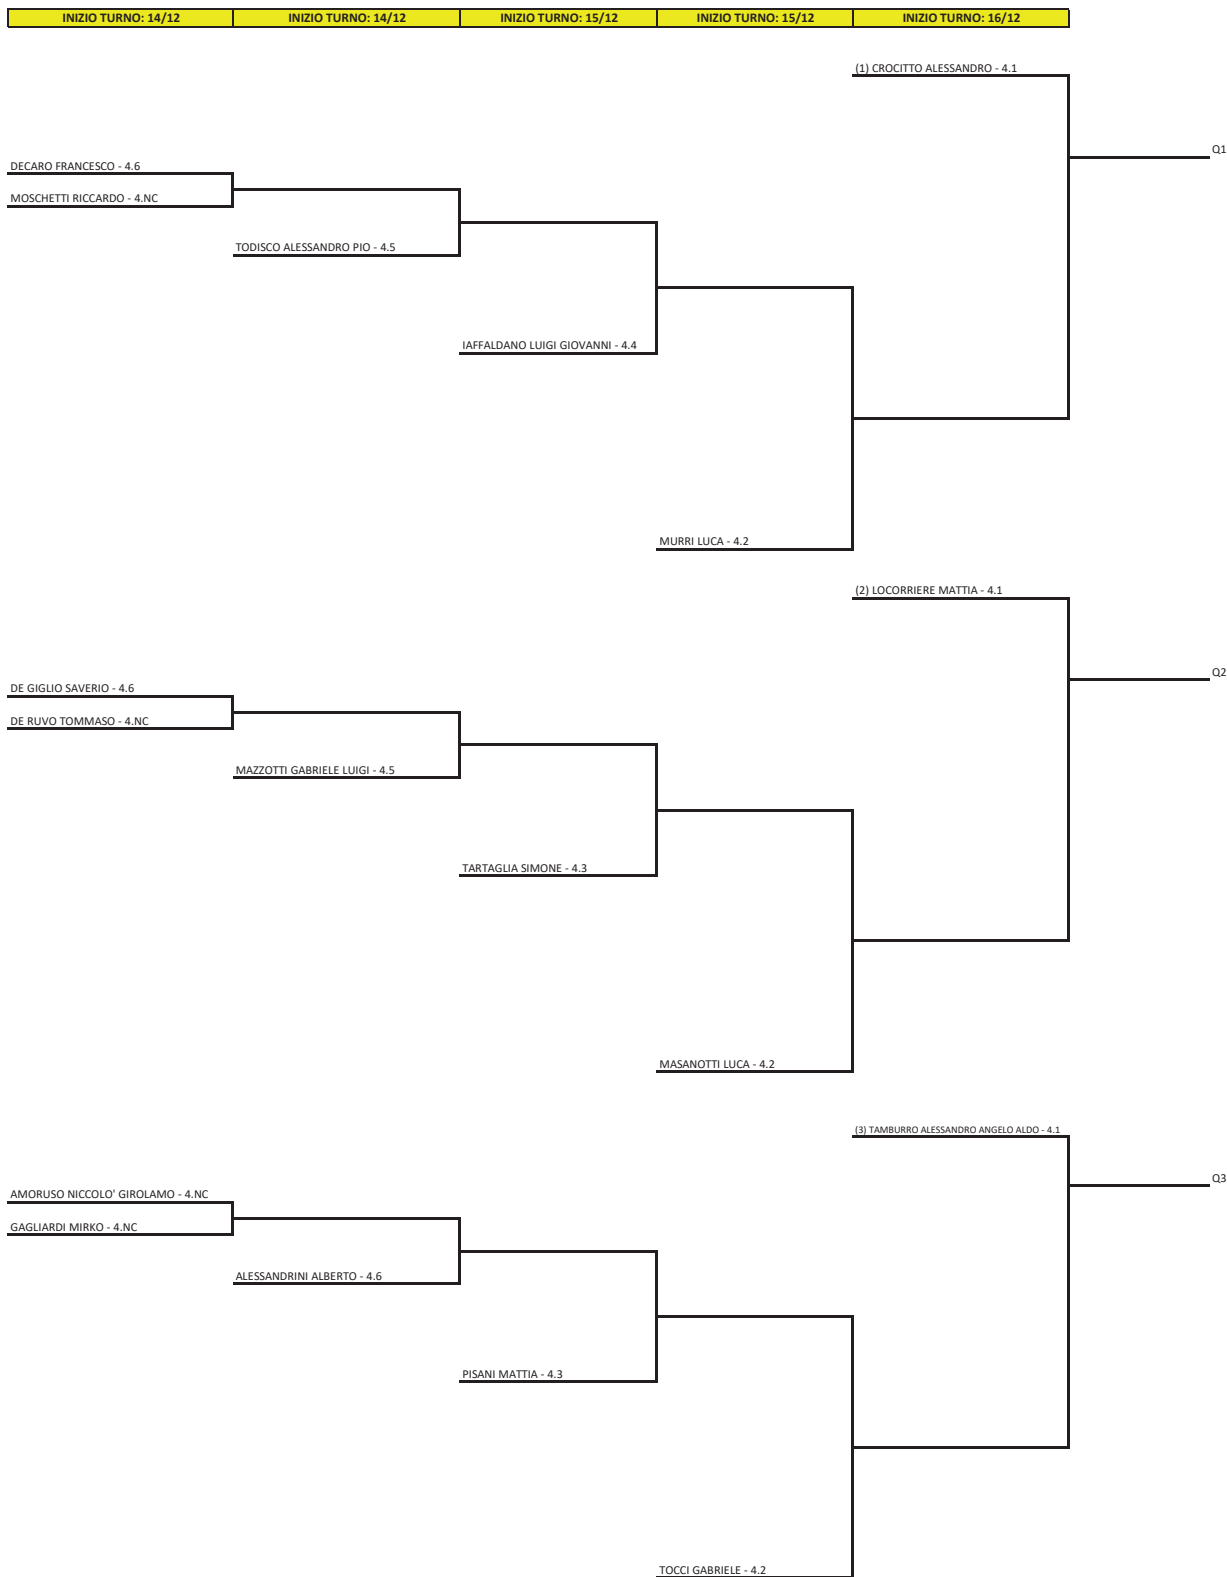 INIZIO TURNO: 14/12 INIZIO TURNO: 14/12 INIZIO TURNO: 15/12 INIZIO TURNO: 15/12 INIZIO TURNO: 16/12
(1) CROCITTO ALESSANDRO - 4.1
Q1
DECARO FRANCESCO - 4.6
MOSCHETTI RICCARDO - 4.NC
TODISCO ALESSANDRO PIO - 4.5
IAFFALDANO LUIGI GIOVANNI - 4.4
MURRI LUCA - 4.2
(2) LOCORRIERE MATTIA - 4.1
Q2
DE GIGLIO SAVERIO - 4.6
DE RUVO TOMMASO - 4.NC
MAZZOTTI GABRIELE LUIGI - 4.5
TARTAGLIA SIMONE - 4.3
MASANOTTI LUCA - 4.2
(3) TAMBURRO ALESSANDRO ANGELO ALDO - 4.1
Q3
AMORUSO NICCOLO' GIROLAMO - 4.NC
GAGLIARDI MIRKO - 4.NC
ALESSANDRINI ALBERTO - 4.6
PISANI MATTIA - 4.3
TOCCI GABRIELE - 4.2